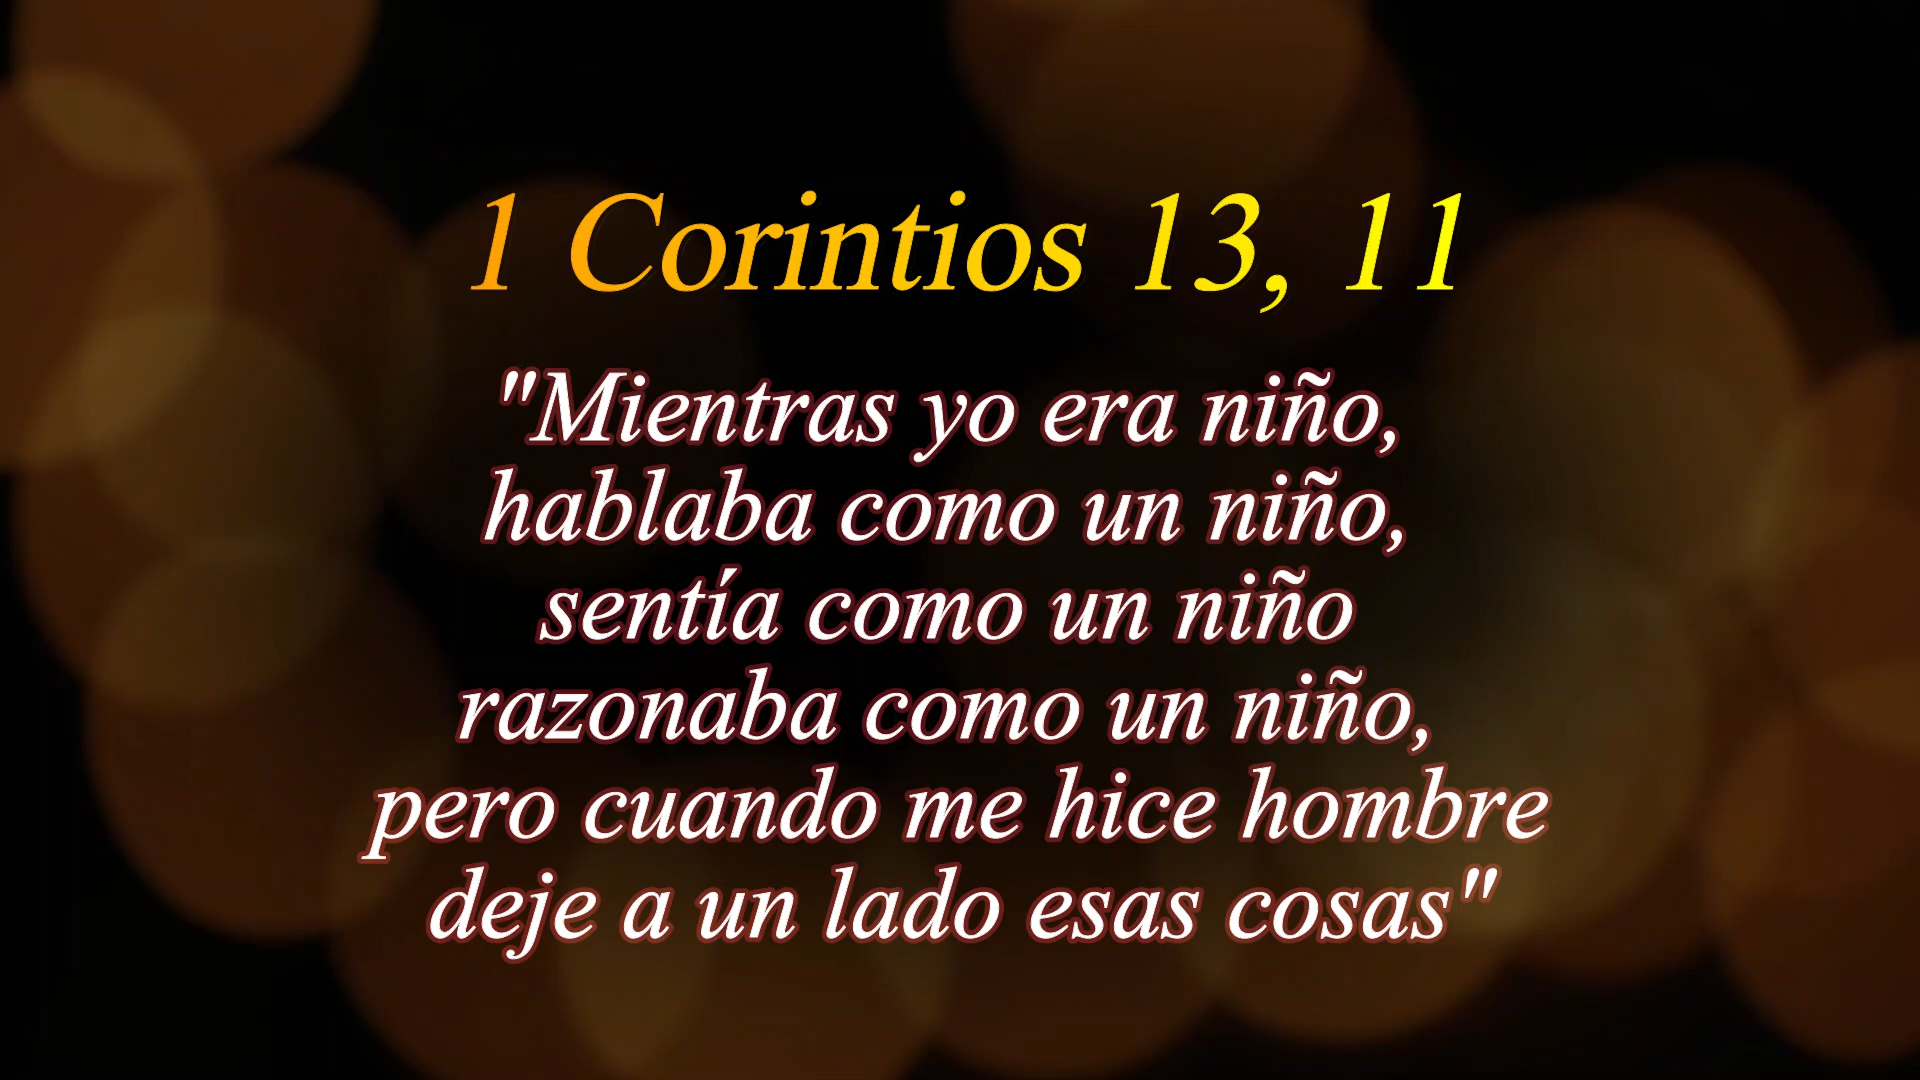 1 Corintios 13, 11
"Mientras yo era niño,
hablaba como un niño,
sentía como un niño
razonaba como un niño,
pero cuando me hice hombre
deje a un lado esas cosas"